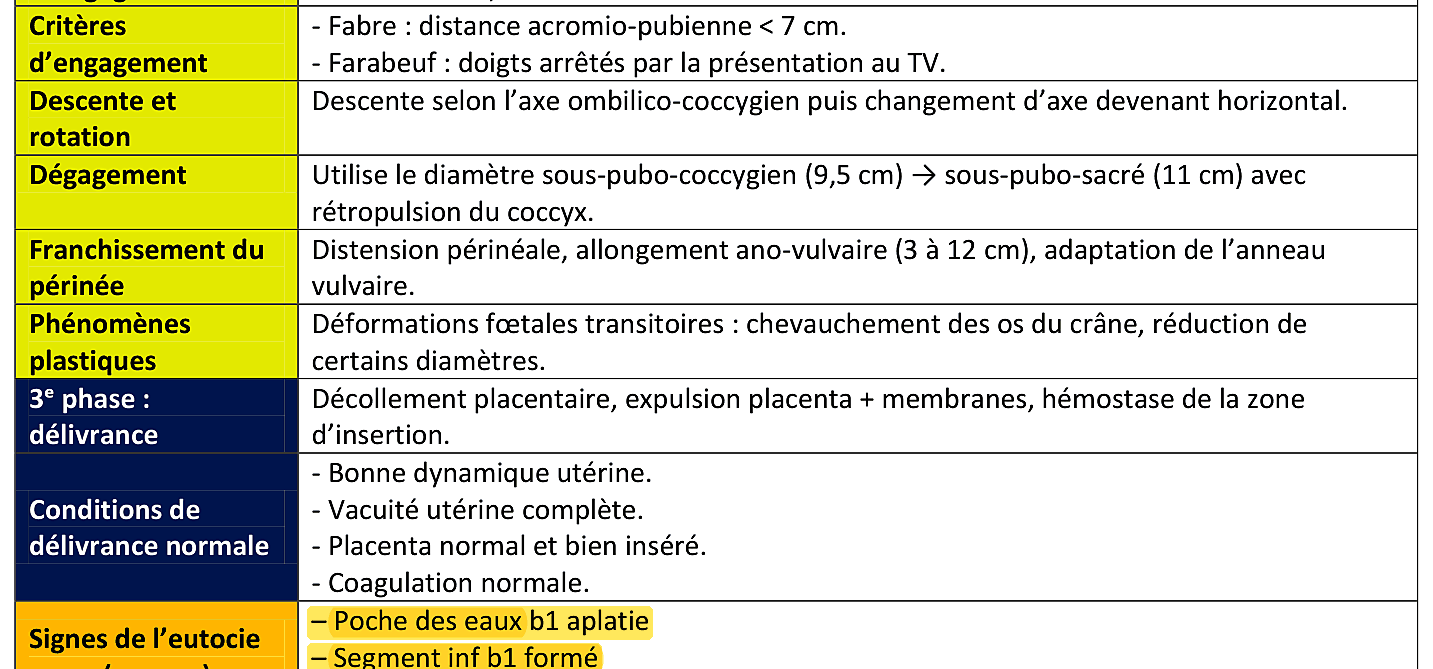 Critères
d’engagement
- Fabre : distance acromio-pubienne < 7 cm.
- Farabeuf : doigts arrêtés par la présentation au TV.
Descente et
rotation
Descente selon l’axe ombilico-coccygien puis changement d’axe devenant horizontal.
Dégagement
Utilise le diamètre sous-pubo-coccygien (9,5 cm) → sous-pubo-sacré (11 cm) avec
rétropulsion du coccyx.
Franchissement du
périnée
Distension périnéale, allongement ano-vulvaire (3 à 12 cm), adaptation de l’anneau
vulvaire.
Phénomènes
plastiques
Déformations fœtales transitoires : chevauchement des os du crâne, réduction de
certains diamètres.
3e phase :
délivrance
Décollement placentaire, expulsion placenta + membranes, hémostase de la zone
d’insertion.
Conditions de
délivrance normale
- Bonne dynamique utérine.
- Vacuité utérine complète.
- Placenta normal et bien inséré.
- Coagulation normale.
Signes de l’eutocie
– Poche des eaux b1 aplatie
– Segment inf b1 formé